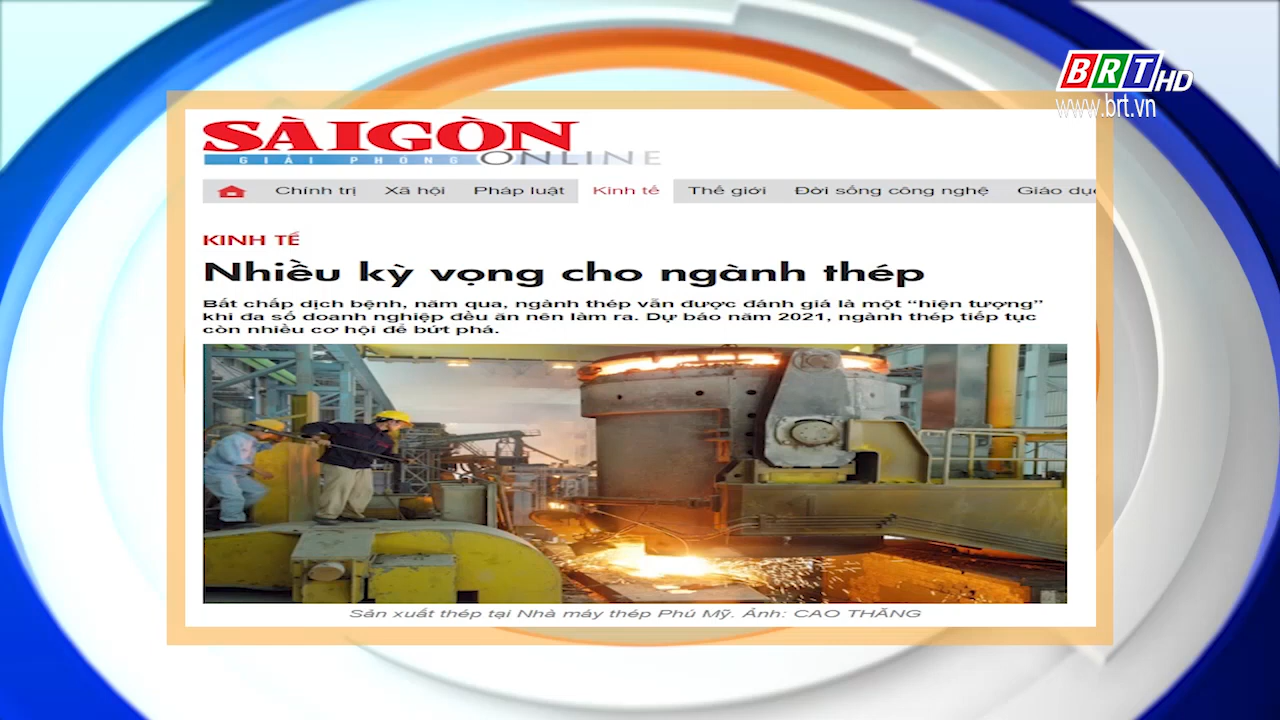 BRT HD
www.brt.vn
SÀI GÒN
GIẢI PHÓNG ONLINE
Chính trị Xã hội Pháp luật Kinh tế Thế giới Đời sống công nghệ Giáo dục
KINH TẾ
Nhiều kỳ vọng cho ngành thép
Bất chấp dịch bệnh, năm qua, ngành thép vẫn được đánh giá là một “hiện tượng”
khi đa số doanh nghiệp đều ăn nên làm ra. Dự báo năm 2021, ngành thép tiếp tục
còn nhiều cơ hội để bứt phá.
Sản xuất thép tại Nhà máy thép Phú Mỹ. Ảnh: CAO THĂNG